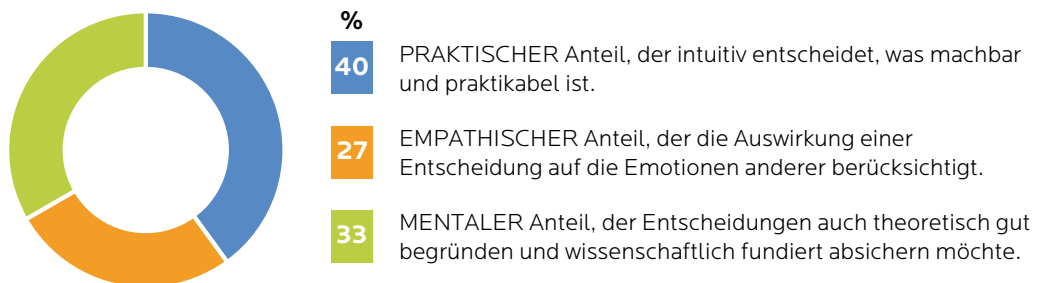 %
40
PRAKTISCHER Anteil, der intuitiv entscheidet, was machbar
und praktikabel ist.
27
EMPATHISCHER Anteil, der die Auswirkung einer
Entscheidung auf die Emotionen anderer berücksichtigt.
33
MENTALER Anteil, der Entscheidungen auch theoretisch gut
begründen und wissenschaftlich fundiert absichern möchte.